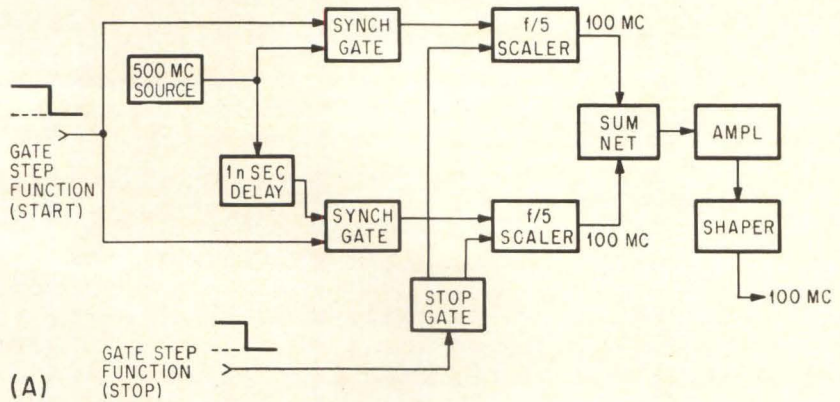 SYNCH
GATE
f/5
SCALER
100 MC
500 MC
SOURCE
SUM
NET
AMPL
GATE
STEP
FUNCTION
(START)
1 n SEC
DELAY
SYNCH
GATE
f/5
SCALER
100 MC
SHAPER
STOP
GATE
100 MC
GATE STEP
FUNCTION
(STOP)
(A)